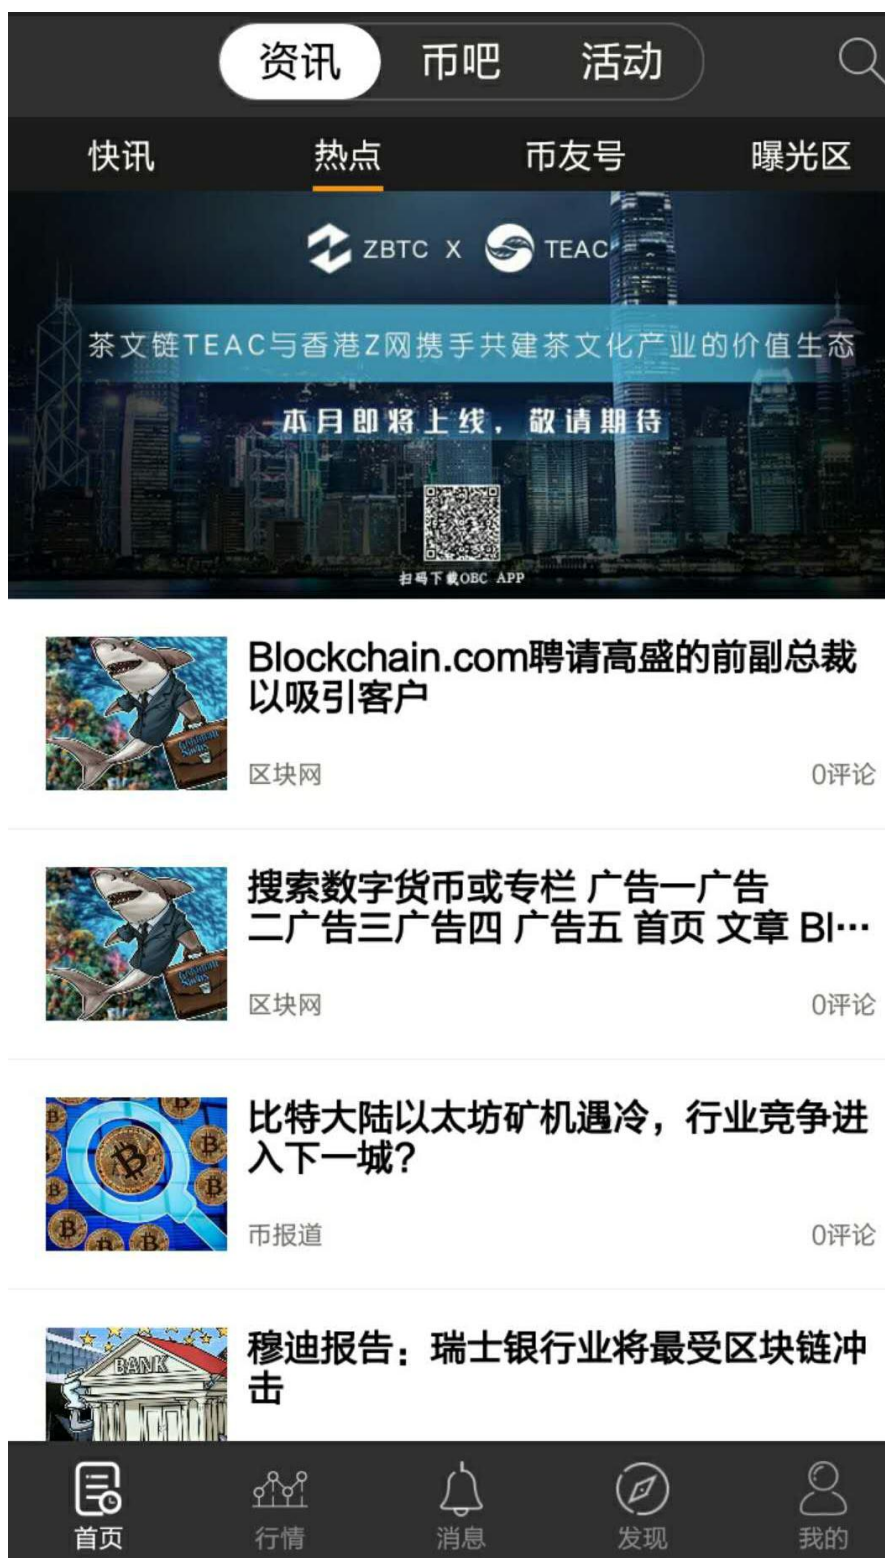 资讯 币吧 活动
快讯 热点 币友号 曝光区
ZBTC X TEAC
茶文链TEAC与香港Z网携手共建茶文化产业的价值生态
本月即将上线，敬请期待
扫码下载OBC APP
Blockchain.com聘请高盛的前副总裁
以吸引客户
Goldman
Sachs
区块网 0评论
搜索数字货币或专栏 广告一广告
二广告三广告四 广告五 首页 文章 Bl…
Goldman
Sachs
区块网 0评论
比特大陆以太坊矿机遇冷，行业竞争进
入下一城？
币报道 0评论
穆迪报告：瑞士银行业将最受区块链冲
击
BANK
首页 行情 消息 发现 我的